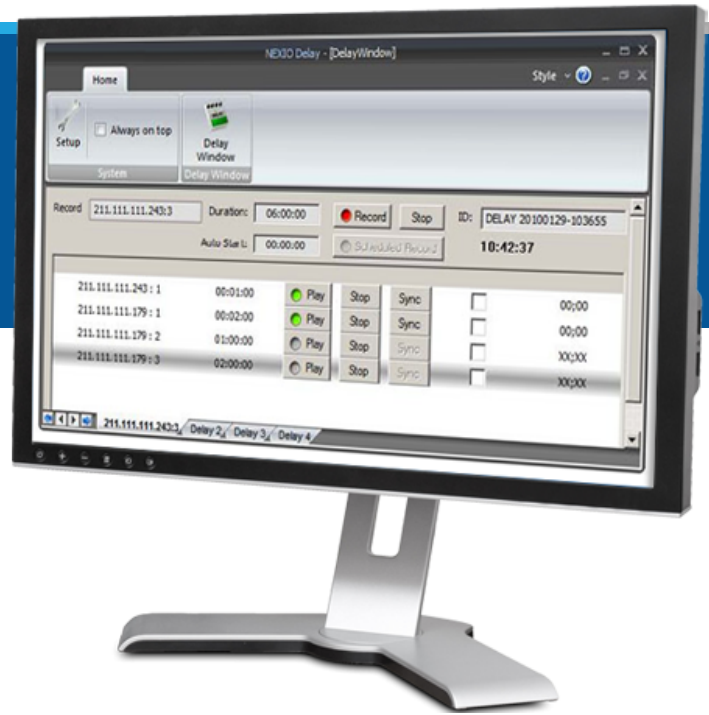 NEXIO Delay - [DelayWindow]
Home
Style
Setup
Always on top
Delay Window
System
Delay Window
Record 211.111.111.243:3 Duration: 06:00:00 Record Stop ID: DELAY 20100129-103655
Auto Start: 00:00:00 Scheduled Record 10:42:37
211.111.111.243 : 1 00:01:00 Play Stop Sync 00;00
211.111.111.179 : 1 00:02:00 Play Stop Sync 00;00
211.111.111.179 : 2 01:00:00 Play Stop Sync XX;XX
211.111.111.179 : 3 02:00:00 Play Stop Sync XX;XX
211.111.111.243:3 Delay 2 Delay 3 Delay 4